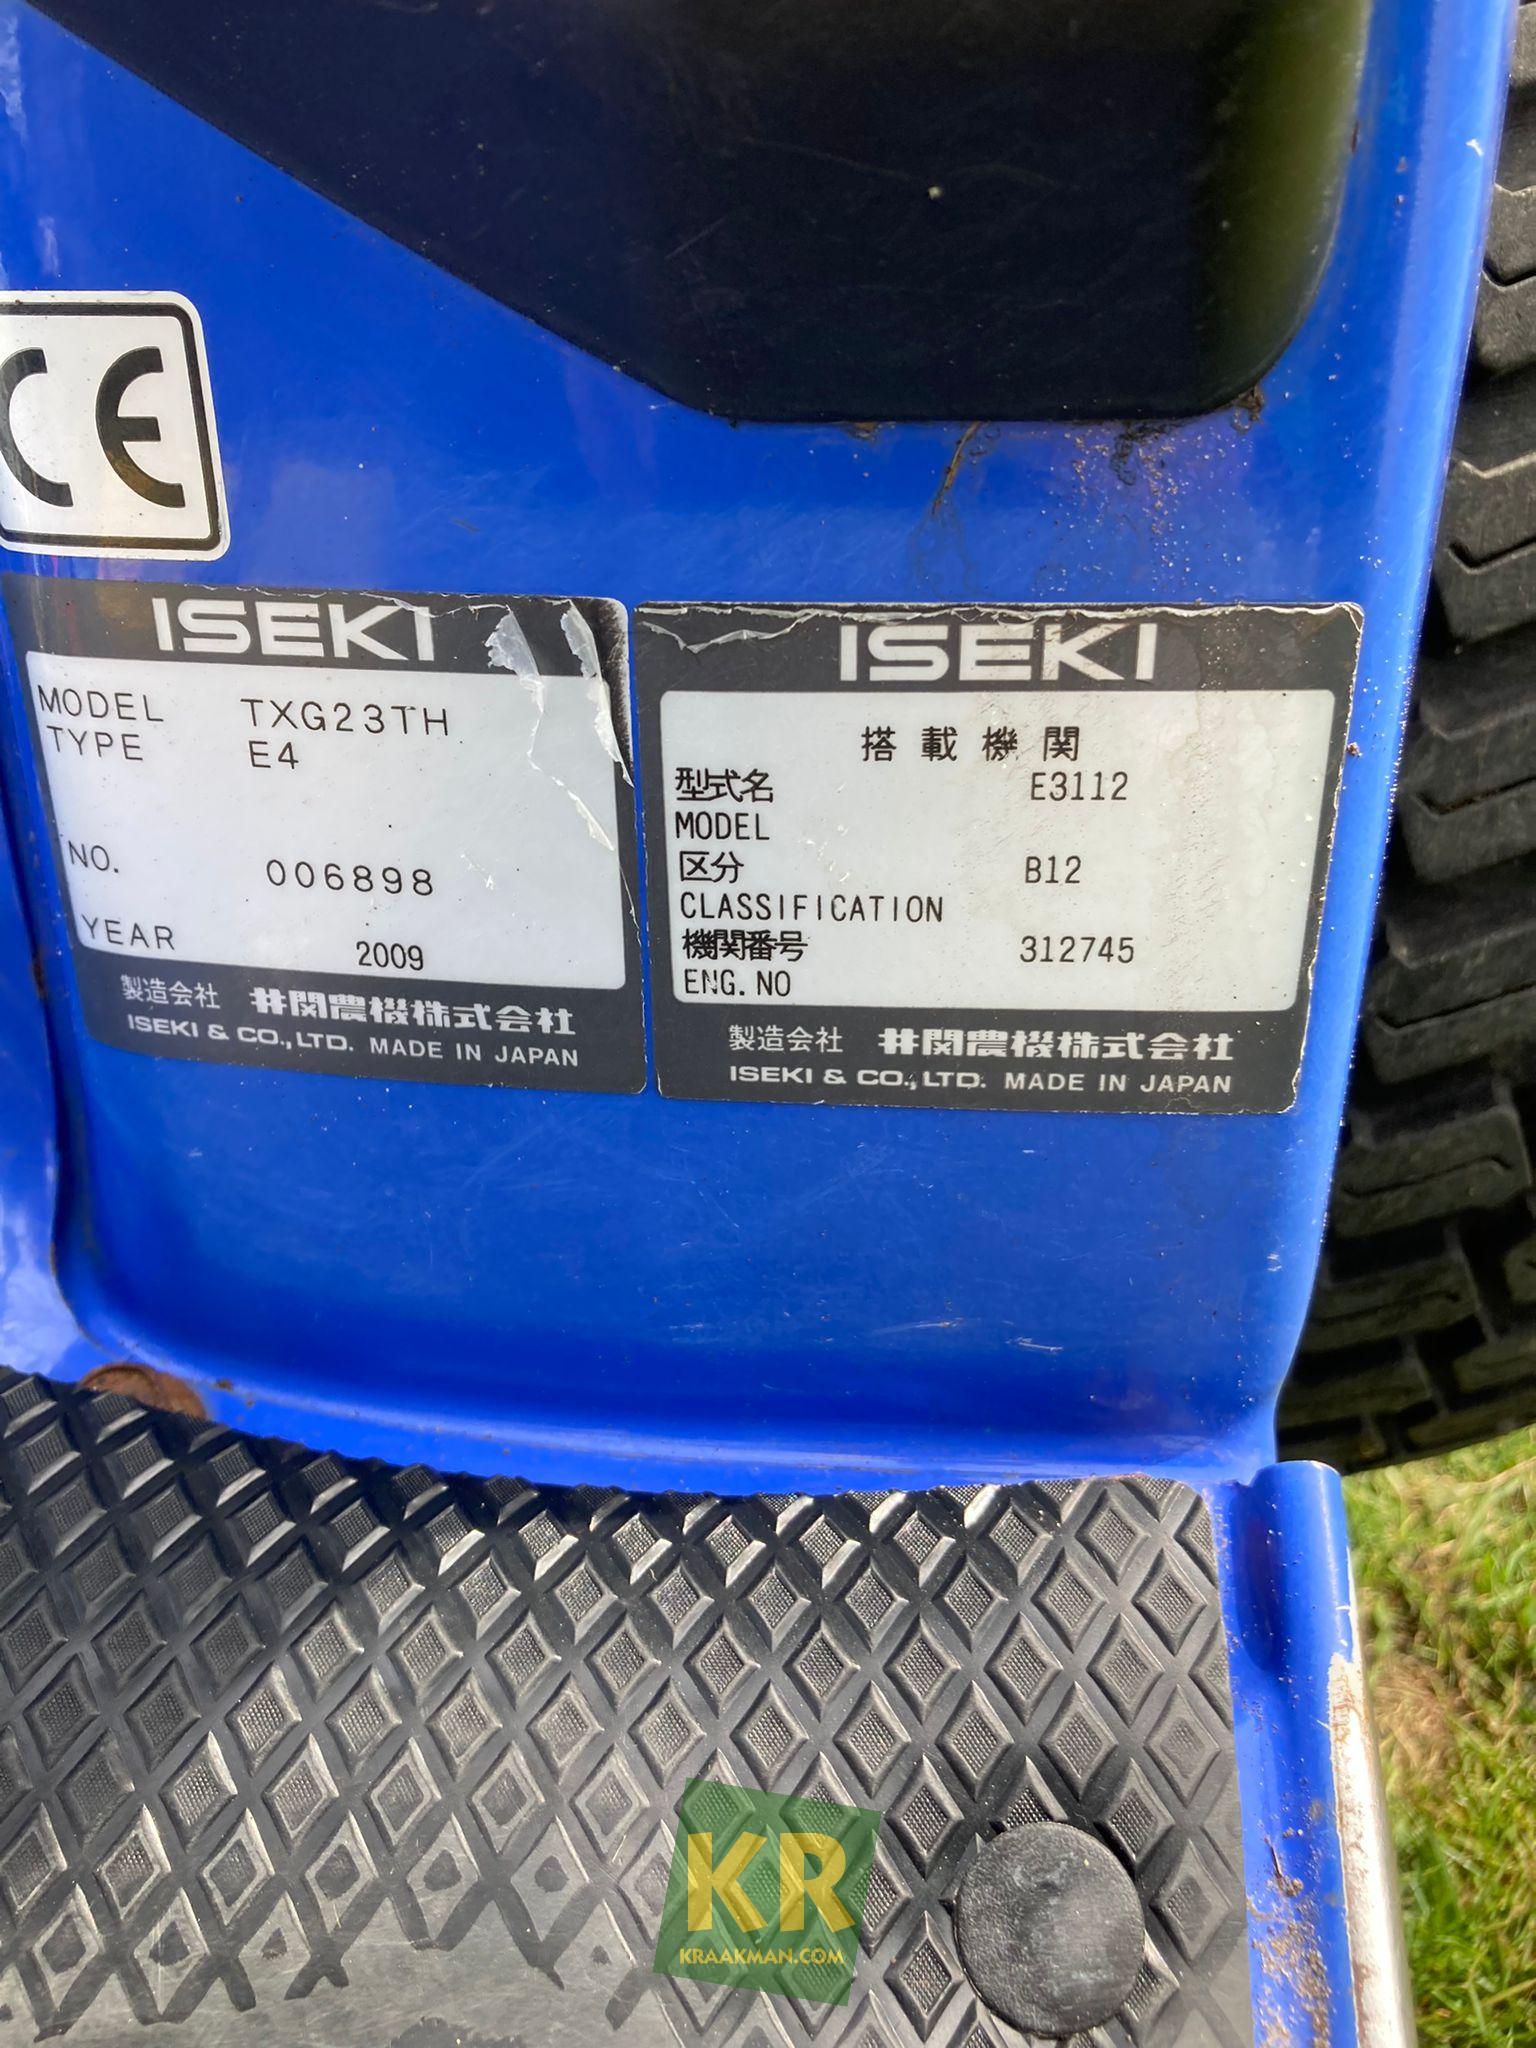 CE
ISEKI
MODEL TXG23TH
TYPE E4
NO. 006898
YEAR 2009
製造会社 井関農機株式会社
ISEKI & CO., LTD. MADE IN JAPAN
ISEKI
搭載機関
型式名 E3112
MODEL
区分 B12
CLASSIFICATION
機関番号 312745
ENG. NO
製造会社 井関農機株式会社
ISEKI & CO., LTD. MADE IN JAPAN
KR
KRAAKMAN.COM